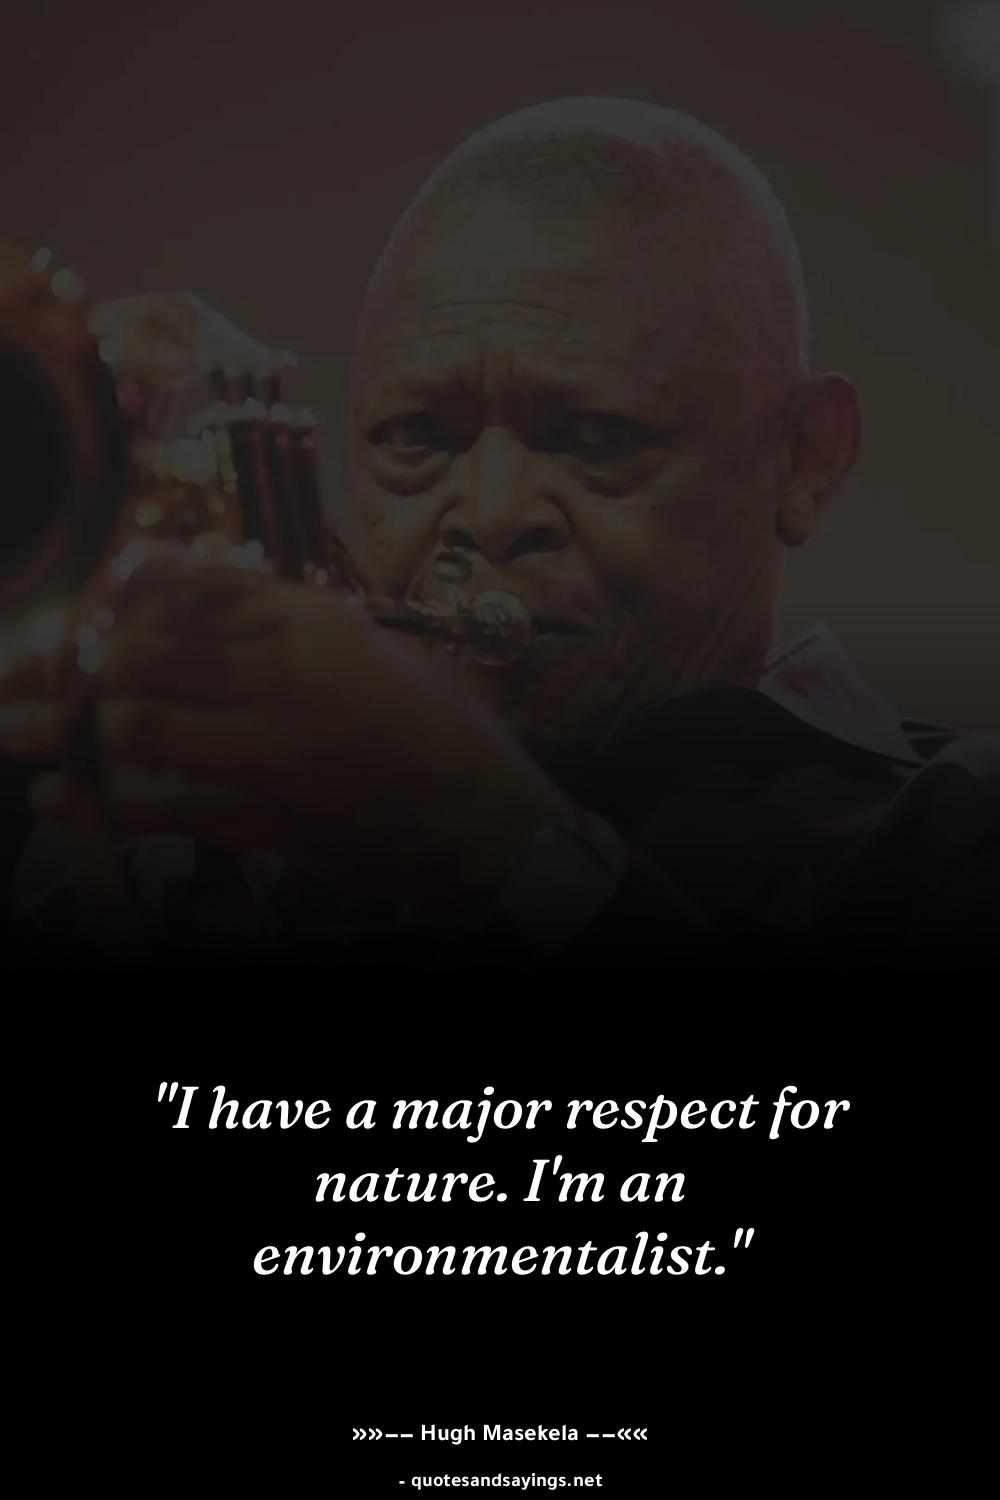 "I have a major respect for
nature. I'm an
environmentalist."
»»–– Hugh Masekela ––««
- quotesandsayings.net